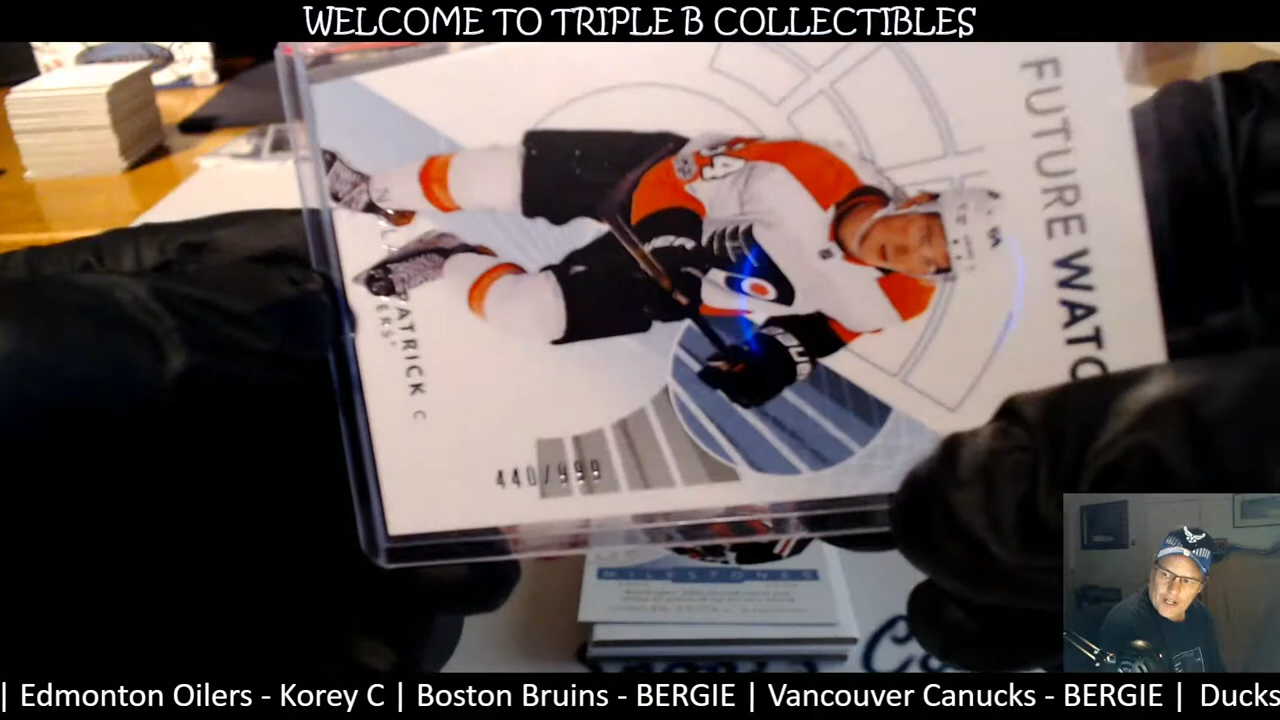 WELCOME TO TRIPLE B COLLECTIBLES
FUTURE WATC
PATRICK C
ERS
440/999
MILESTONES
| Edmonton Oilers - Korey C | Boston Bruins - BERGIE | Vancouver Canucks - BERGIE | Ducks